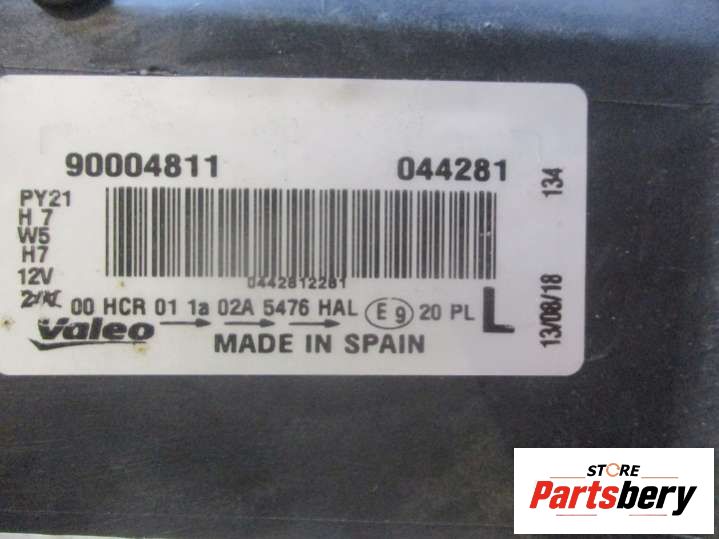 90004811 044281
PY21
H 7
W5
H7
12V
0442812281
00 HCR 01 1a 02A 5476 HAL E 9 20 PL L
Valeo
MADE IN SPAIN
134
13/08/18
STORE
Partsbery